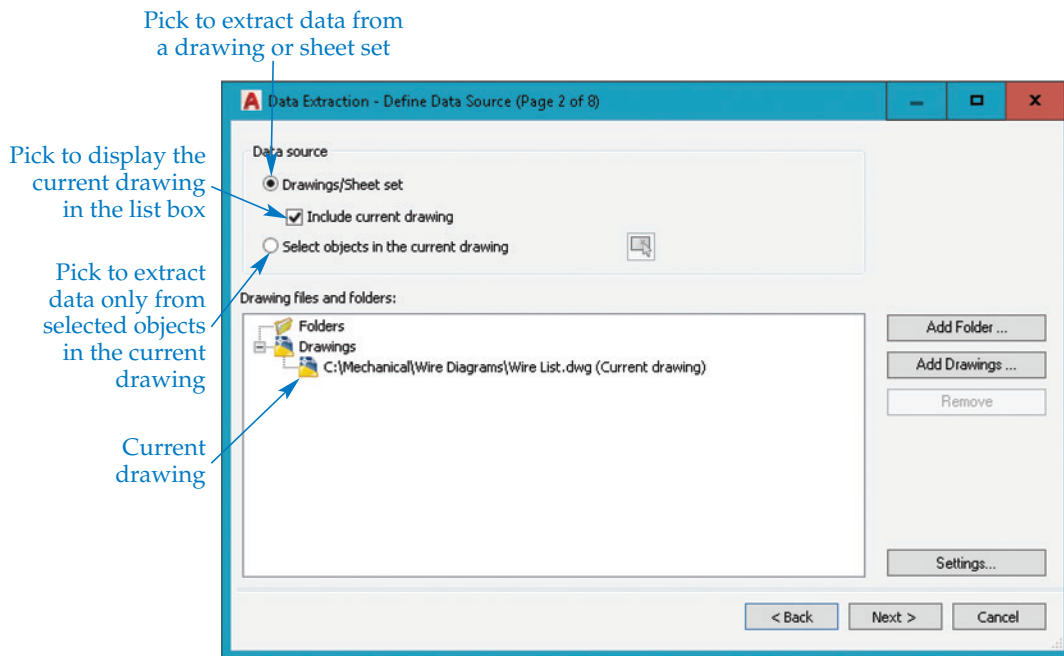 Pick to extract data from
a drawing or sheet set
Data Extraction - Define Data Source (Page 2 of 8)
Pick to display the
current drawing
in the list box
Data source
Drawings/Sheet set
Include current drawing
Select objects in the current drawing
Pick to extract
data only from
selected objects
in the current
drawing
Drawing files and folders:
Folders
Drawings
C:\Mechanical\Wire Diagrams\Wire List.dwg (Current drawing)
Add Folder ...
Add Drawings ...
Remove
Current
drawing
Settings...
< Back
Next >
Cancel